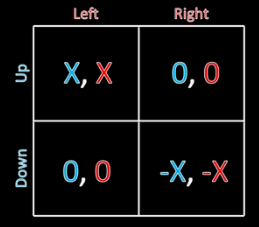 Left Right
Up X, X 0, 0
Down 0, 0 -X, -X